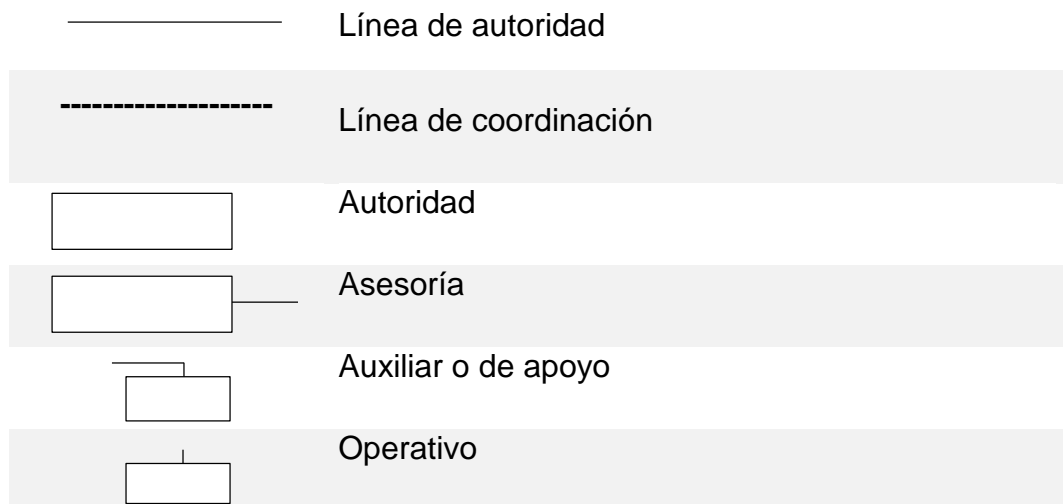 Línea de autoridad
Línea de coordinación
Autoridad
Asesoría
Auxiliar o de apoyo
Operativo